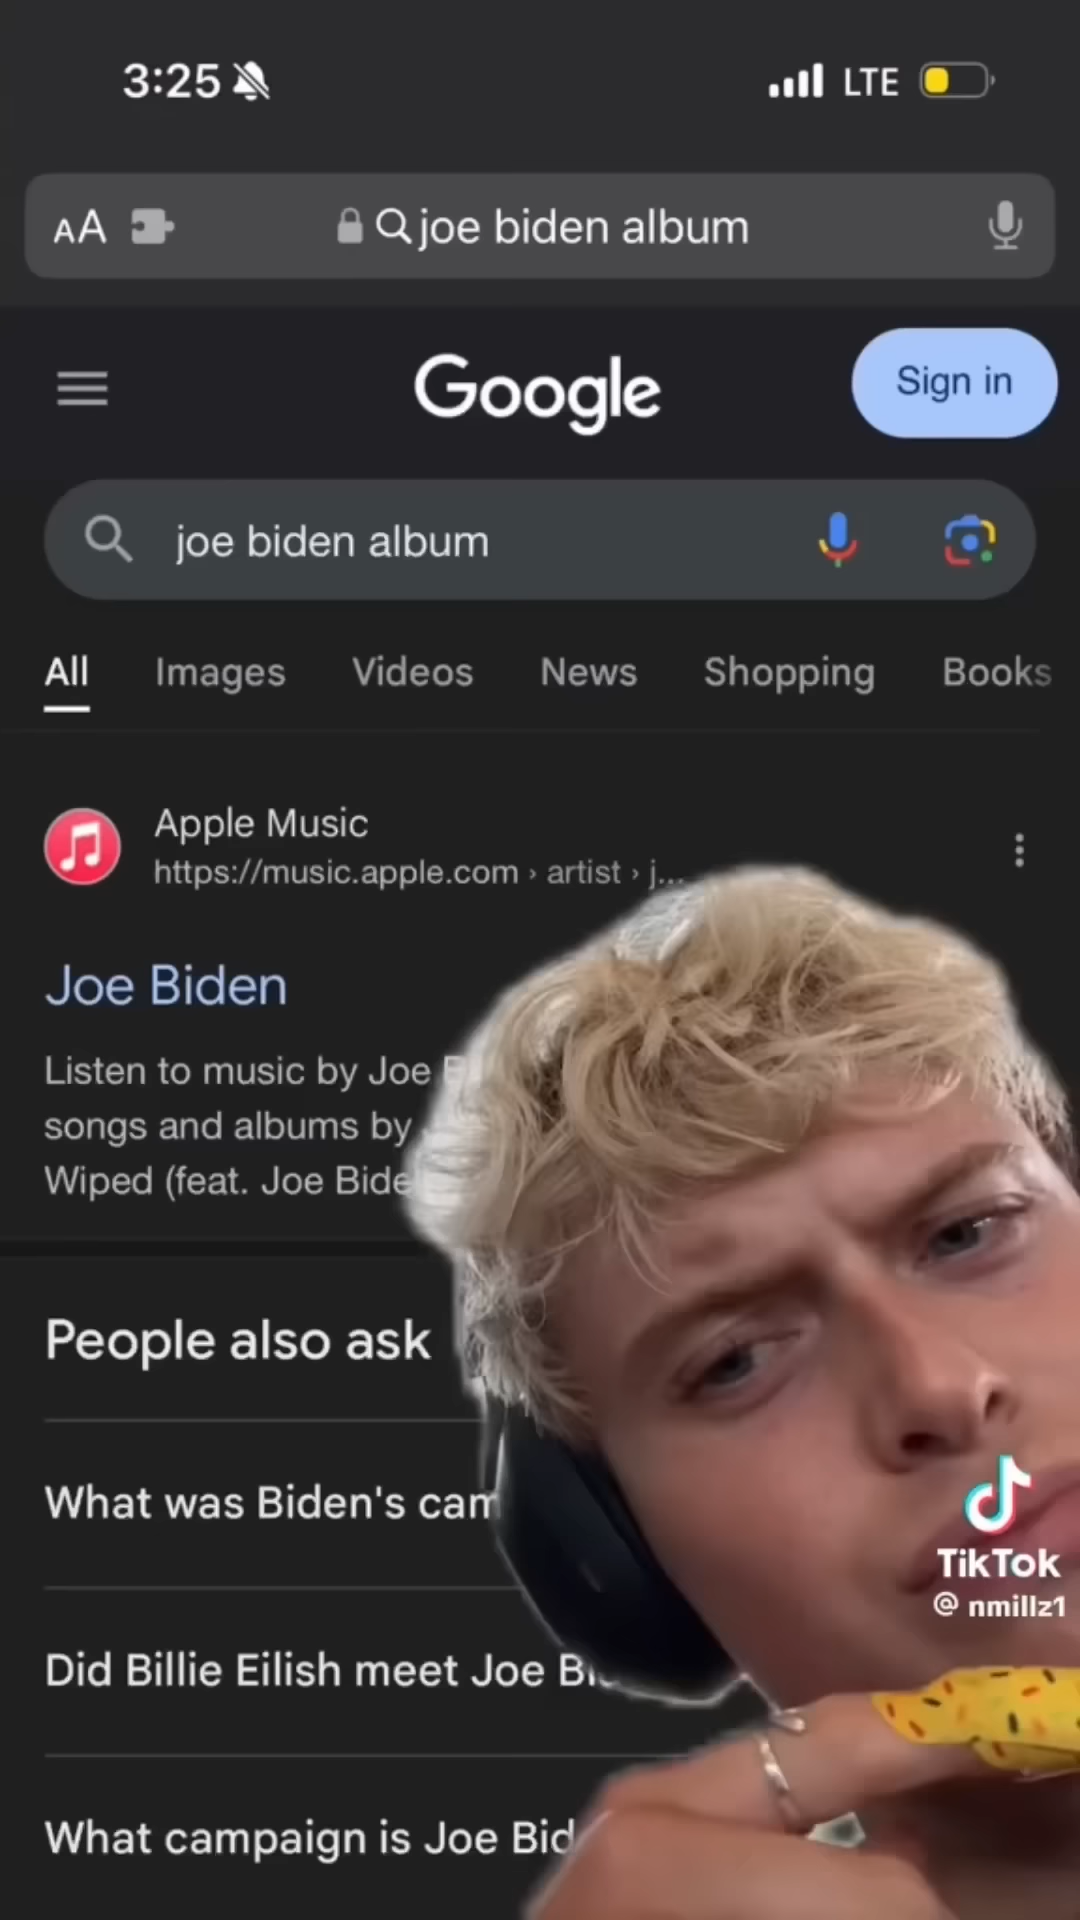 3:25
LTE
AA
joe biden album
Google
Sign in
joe biden album
All Images Videos News Shopping Books
Apple Music
https://music.apple.com › artist › j...
Joe Biden
Listen to music by Joe
songs and albums by
Wiped (feat. Joe
People also ask
What was Biden's
Did Billie Eilish meet Joe
What campaign is Joe
TikTok
@ nmillz1